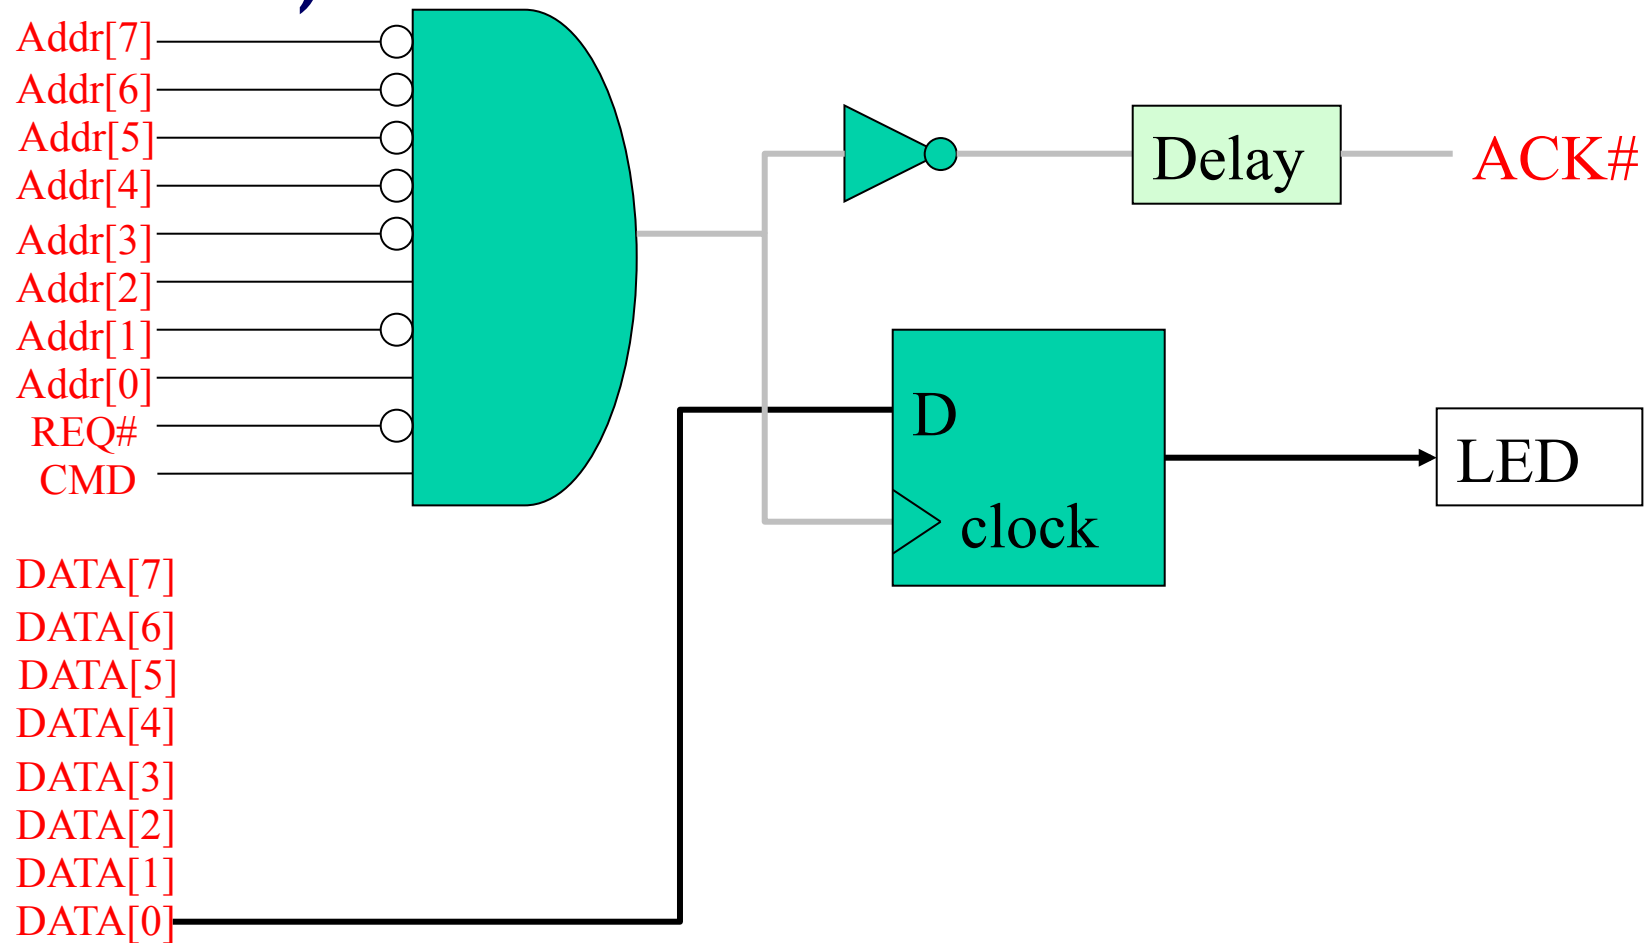 Addr[7]
Addr[6]
Addr[5]
Addr[4]
Addr[3]
Addr[2]
Addr[1]
Addr[0]
REQ#
CMD
Delay
ACK#
D
clock
LED
DATA[7]
DATA[6]
DATA[5]
DATA[4]
DATA[3]
DATA[2]
DATA[1]
DATA[0]